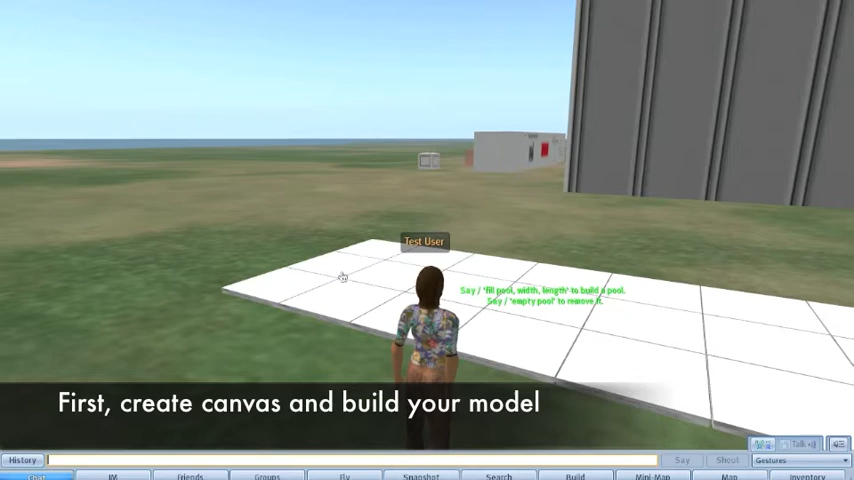 Test User
Say / 'fill pool, width, length' to build a pool.
Say / 'empty pool' to remove it.
First, create canvas and build your model
Talk
History
Say
Shout
Gestures
Chat
IM
Friends
Groups
Fly
Snapshot
Search
Build
Mini-Map
Map
Inventory